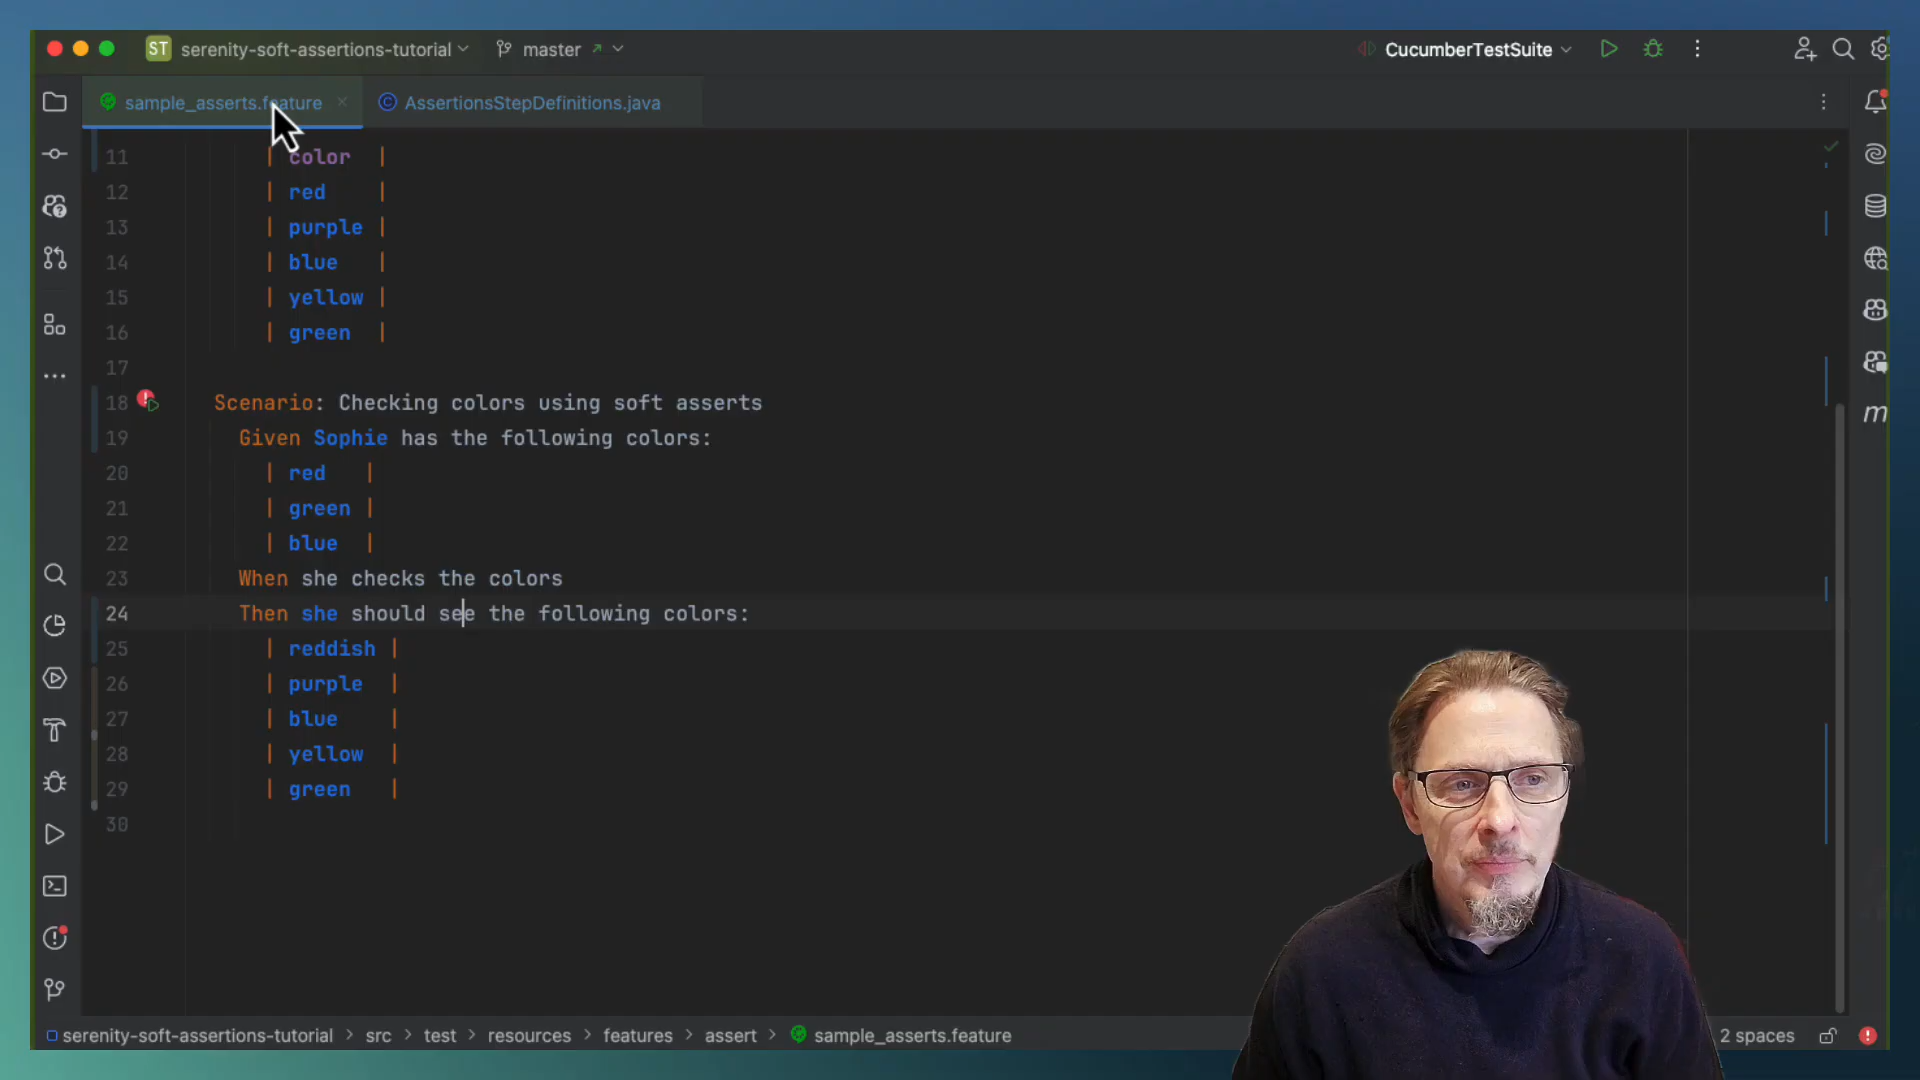 ST serenity-soft-assertions-tutorial master CucumberTestSuite
sample_asserts.feature AssertionsStepDefinitions.java
11 | color |
12 | red |
13 | purple |
14 | blue |
15 | yellow |
16 | green |
17
18 Scenario: Checking colors using soft asserts
19 Given Sophie has the following colors:
20 | red |
21 | green |
22 | blue |
23 When she checks the colors
24 Then she should see the following colors:
25 | reddish |
26 | purple |
27 | blue |
28 | yellow |
29 | green |
30
m
serenity-soft-assertions-tutorial > src > test > resources > features > assert > sample_asserts.feature 2 spaces